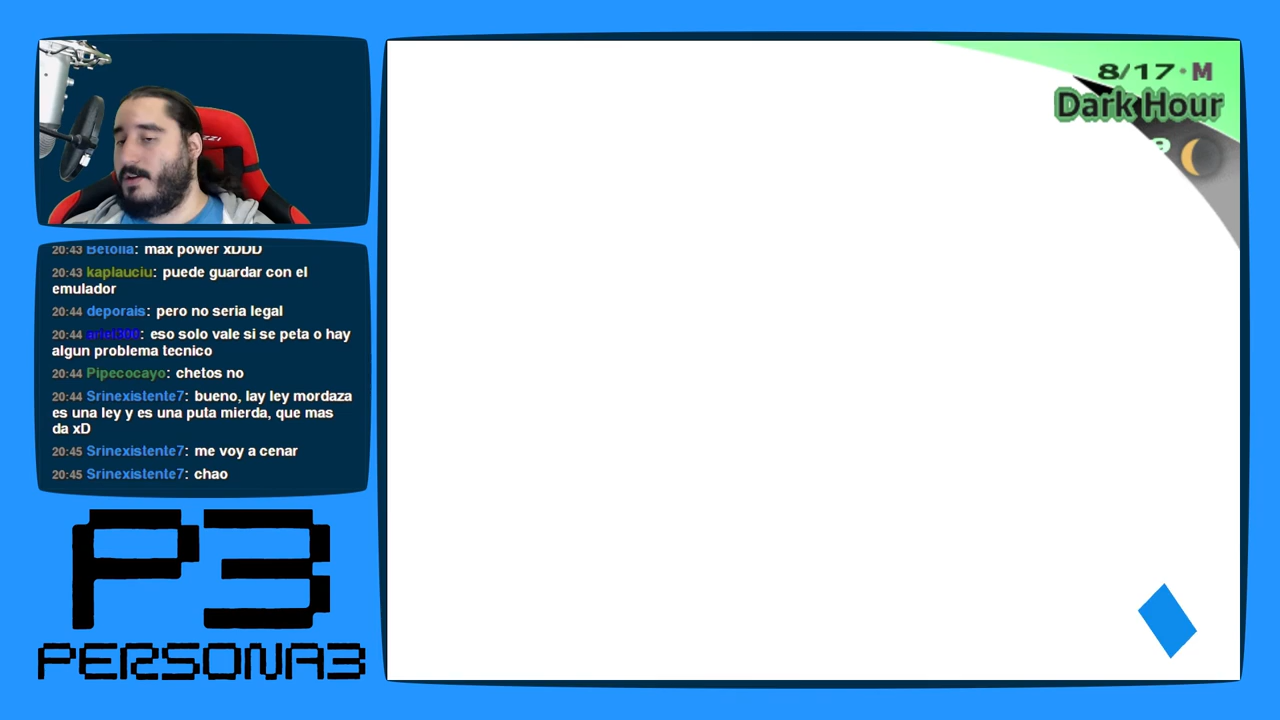 20:43 Betolla: max power xDDD
20:43 kaplauciu: puede guardar con el
emulador
20:44 deporais: pero no seria legal
20:44 : eso solo vale si se peta o hay
algun problema tecnico
20:44 Pipecocayo: chetos no
20:44 Srinexistente7: bueno, lay ley mordaza
es una ley y es una puta mierda, que mas
da xD
20:45 Srinexistente7: me voy a cenar
20:45 Srinexistente7: chao
P3
PERSONA3
8/17·M
Dark Hour